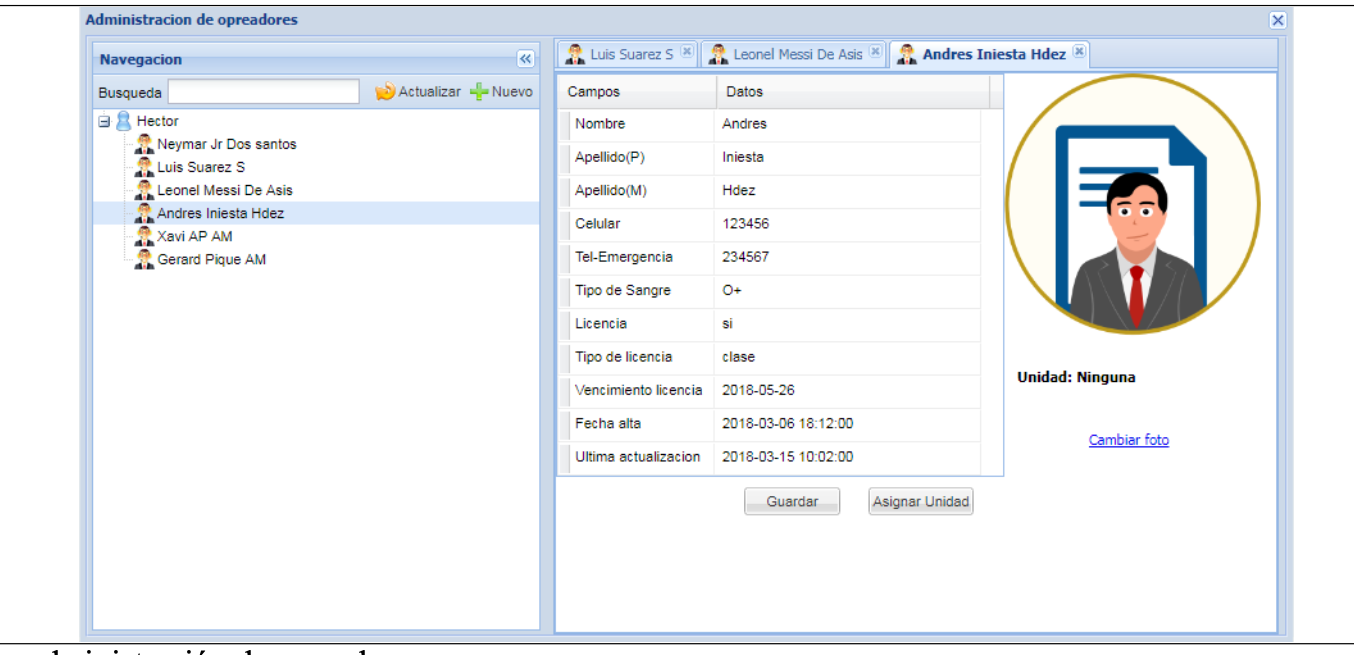 Administracion de opreadores
Navegacion
Busqueda Actualizar Nuevo
Hector
Neymar Jr Dos santos
Luis Suarez S
Leonel Messi De Asis
Andres Iniesta Hdez
Xavi AP AM
Gerard Pique AM
Luis Suarez S Leonel Messi De Asis Andres Iniesta Hdez
Campos Datos
Nombre Andres
Apellido(P) Iniesta
Apellido(M) Hdez
Celular 123456
Tel-Emergencia 234567
Tipo de Sangre O+
Licencia si
Tipo de licencia clase
Vencimiento licencia 2018-05-26
Fecha alta 2018-03-06 18:12:00
Ultima actualizacion 2018-03-15 10:02:00
Guardar Asignar Unidad
Unidad: Ninguna
Cambiar foto